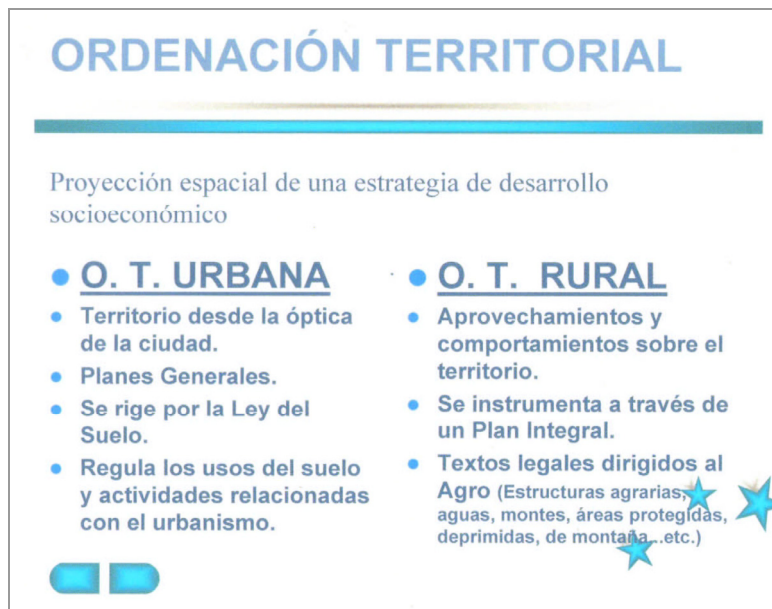 ORDENACIÓN TERRITORIAL
Proyección espacial de una estrategia de desarrollo
socioeconómico
O. T. URBANA
Territorio desde la óptica
de la ciudad.
Planes Generales.
Se rige por la Ley del
Suelo.
Regula los usos del suelo
y actividades relacionadas
con el urbanismo.
O. T. RURAL
Aprovechamientos y
comportamientos sobre el
territorio.
Se instrumenta a través de
un Plan Integral.
Textos legales dirigidos al
Agro (Estructuras agrarias,
aguas, montes, áreas protegidas,
deprimidas, de montaña...etc.)